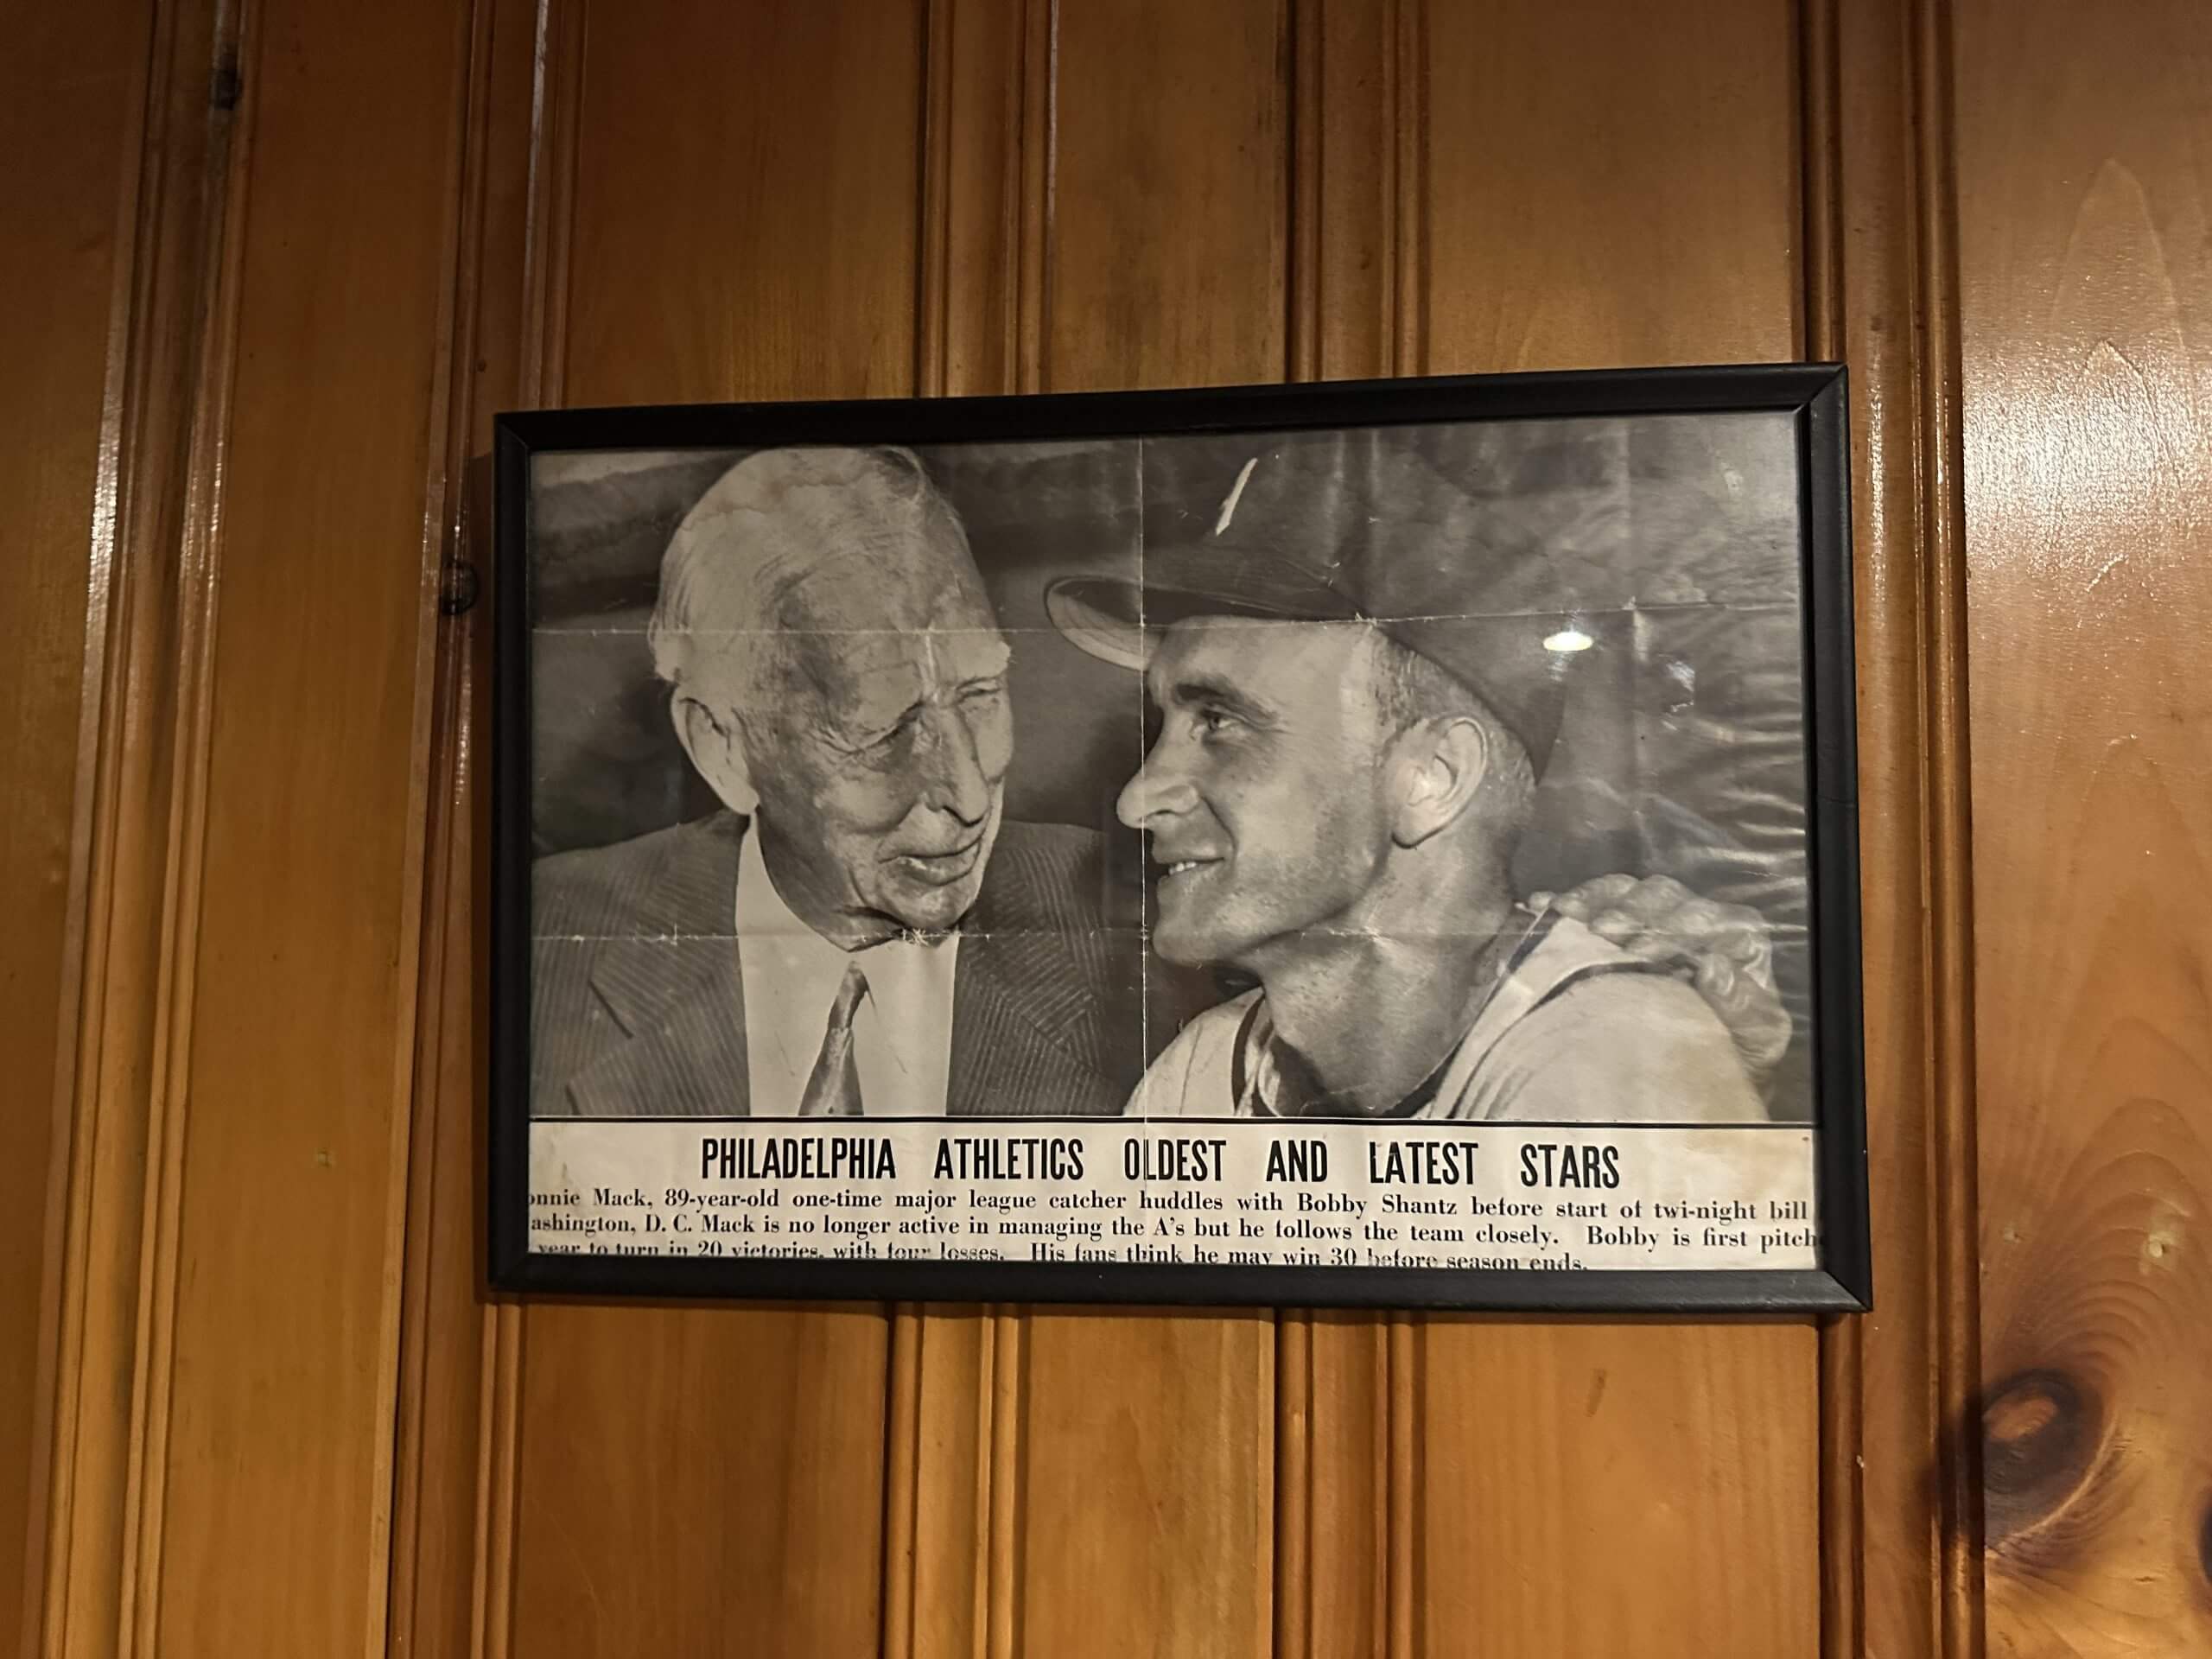 PHILADELPHIA ATHLETICS OLDEST AND LATEST STARS
onnie Mack, 89-year-old one-time major league catcher huddles with Bobby Shantz before start of twi-night bill
ashington, D. C. Mack is no longer active in managing the A's but he follows the team closely. Bobby is first pitch
year to turn in 20 victories, with four losses. His fans think he may win 30 before season ends.